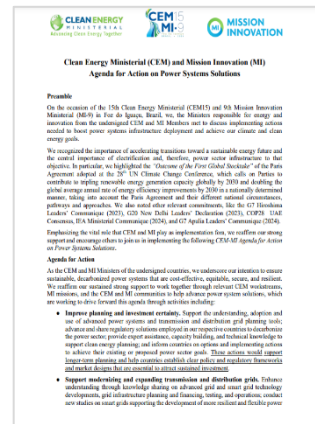 CLEAN ENERGY
MINISTERIAL
Accelerating Clean Energy Together
CEM15
MI-9
MISSION
INNOVATION
Clean Energy Ministerial (CEM) and Mission Innovation (MI)
Agenda for Action on Power Systems Solutions
Preamble
On the occasion of the 15th Clean Energy Ministerial (CEM15) and 9th Mission Innovation
Ministerial (MI-9) in Foz do Iguaçu, Brazil, we, the Ministers responsible for energy and
innovation from the undersigned CEM and MI Members met to discuss implementing actions
needed to boost power systems infrastructure deployment and achieve our climate and clean
energy goals.
We recognized the importance of accelerating transitions toward a sustainable energy future and
the central importance of electrification and, therefore, power sector infrastructure to that
objective. In particular, we highlighted the "Outcome of the First Global Stocktake" of the Paris
Agreement adopted at the 28th UN Climate Change Conference, which calls on Parties to
contribute to tripling renewable energy generation capacity globally by 2030 and doubling the
global average annual rate of energy efficiency improvements by 2030 in a nationally determined
manner, taking into account the Paris Agreement and their different national circumstances,
pathways and approaches. We also noted other relevant commitments, like the G7 Hiroshima
Leaders' Communique (2023), G20 New Delhi Leaders' Declaration (2023), COP28 UAE
Consensus, IEA Ministerial Communique (2024), and G7 Apulia Leaders' Communique (2024).
Emphasizing the vital role that CEM and MI play as implementation fora, we reaffirm our strong
support and encourage others to join us in implementing the following CEM-MI Agenda for Action
on Power Systems Solutions.
Agenda for Action
As the CEM and MI Ministers of the undersigned countries, we underscore our intention to ensure
sustainable, decarbonized power systems that are cost-effective, equitable, secure, and resilient.
We reaffirm our sustained strong support to work together through relevant CEM workstreams,
MI missions, and the CEM and MI communities to help advance power system solutions, which
are working to drive forward this agenda through activities including:
• Improve planning and investment certainty. Support the understanding, adoption and
use of advanced power systems and transmission and distribution grid planning tools;
advance and share regulatory solutions employed in our respective countries to decarbonize
the power sector; provide expert assistance, capacity building, and technical knowledge to
support clean energy planning; and inform countries on options and implementing actions
to achieve their existing or proposed power sector goals. These actions would support
longer-term planning and help countries establish clear policy and regulatory frameworks
and market designs that are essential to attract sustained investment.
• Support modernizing and expanding transmission and distribution grids. Enhance
understanding through knowledge sharing on advanced grid and smart grid technology
developments, grid infrastructure planning and financing, testing, and operations; conduct
new studies on smart grids supporting the development of more resilient and flexible power